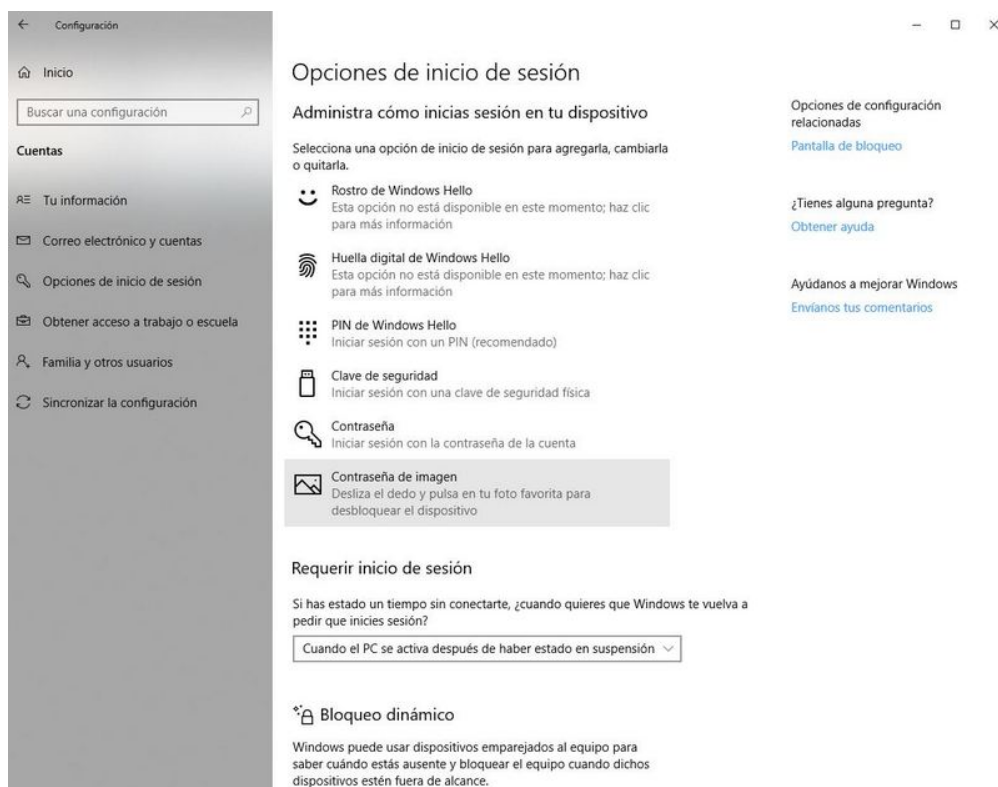 Configuración
Inicio
Buscar una configuración
Cuentas
Tu información
Correo electrónico y cuentas
Opciones de inicio de sesión
Obtener acceso a trabajo o escuela
Familia y otros usuarios
Sincronizar la configuración
Opciones de inicio de sesión
Administra cómo inicias sesión en tu dispositivo
Selecciona una opción de inicio de sesión para agregarla, cambiarla
o quitarla.
Rostro de Windows Hello
Esta opción no está disponible en este momento; haz clic
para más información
Huella digital de Windows Hello
Esta opción no está disponible en este momento; haz clic
para más información
PIN de Windows Hello
Iniciar sesión con un PIN (recomendado)
Clave de seguridad
Iniciar sesión con una clave de seguridad física
Contraseña
Iniciar sesión con la contraseña de la cuenta
Contraseña de imagen
Desliza el dedo y pulsa en tu foto favorita para
desbloquear el dispositivo
Requerir inicio de sesión
Si has estado un tiempo sin conectarte, ¿cuando quieres que Windows te vuelva a
pedir que inicies sesión?
Cuando el PC se activa después de haber estado en suspensión
Bloqueo dinámico
Windows puede usar dispositivos emparejados al equipo para
saber cuándo estás ausente y bloquear el equipo cuando dichos
dispositivos estén fuera de alcance.
Opciones de configuración
relacionadas
Pantalla de bloqueo
¿Tienes alguna pregunta?
Obtener ayuda
Ayúdanos a mejorar Windows
Envíanos tus comentarios